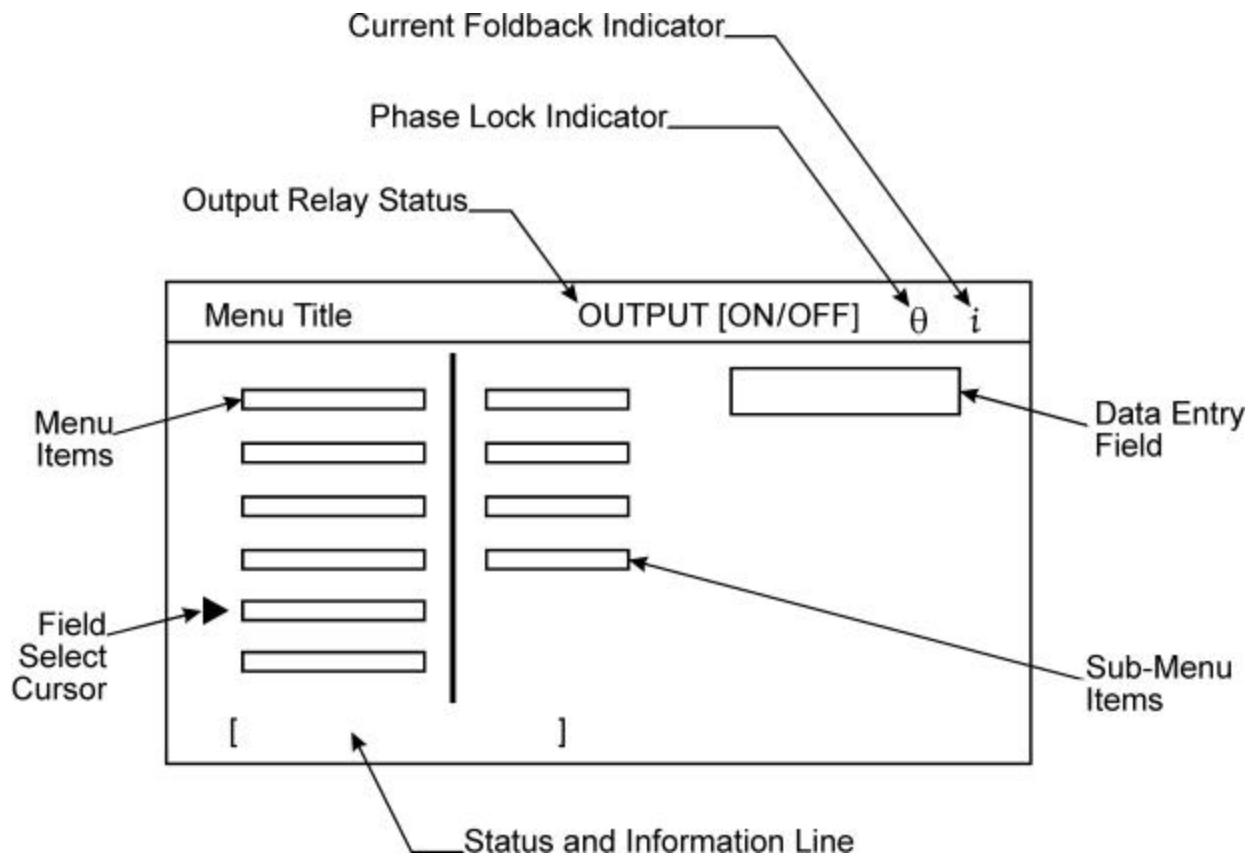 Current Foldback Indicator
Phase Lock Indicator
Output Relay Status
Menu Title
OUTPUT [ON/OFF]
θ
i
Menu
Items
Data Entry
Field
Field
Select
Cursor
Sub-Menu
Items
[ ]
Status and Information Line